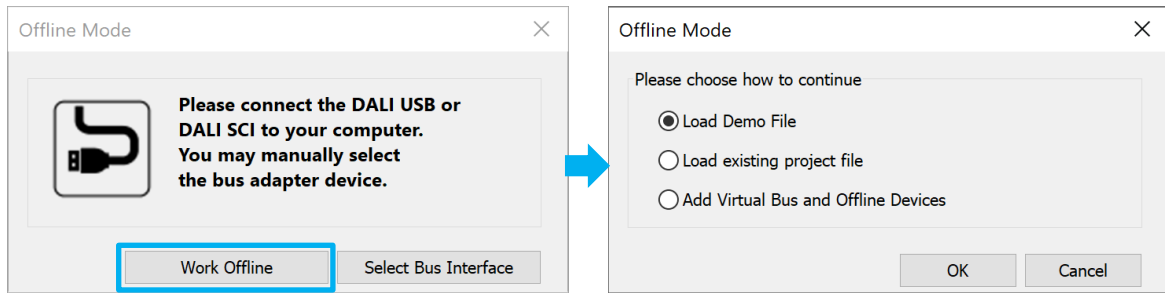 Offline Mode
Please connect the DALI USB or
DALI SCI to your computer.
You may manually select
the bus adapter device.
Work Offline
Select Bus Interface
Offline Mode
Please choose how to continue
Load Demo File
Load existing project file
Add Virtual Bus and Offline Devices
OK
Cancel